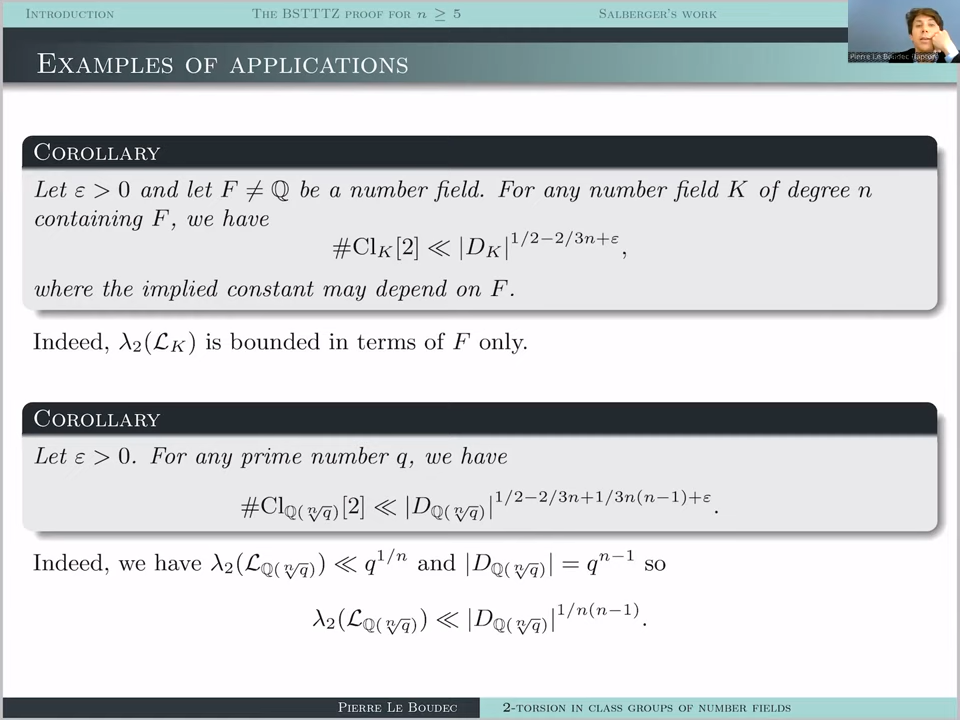 INTRODUCTION THE BSTTTZ PROOF FOR n ≥ 5 SALBERGER'S WORK
EXAMPLES OF APPLICATIONS
Pierre Le Boudec
COROLLARY
Let ε > 0 and let F ≠ ℚ be a number field. For any number field K of degree n
containing F, we have
#Cl_K[2] ≪ |D_K|^{1/2−2/3n+ε},
where the implied constant may depend on F.
Indeed, λ₂(ℒ_K) is bounded in terms of F only.
COROLLARY
Let ε > 0. For any prime number q, we have
#Cl_{ℚ(ⁿ√q)}[2] ≪ |D_{ℚ(ⁿ√q)}|^{1/2−2/3n+1/3n(n−1)+ε}.
Indeed, we have λ₂(ℒ_{ℚ(ⁿ√q)}) ≪ q^{1/n} and |D_{ℚ(ⁿ√q)}| = q^{n−1} so
λ₂(ℒ_{ℚ(ⁿ√q)}) ≪ |D_{ℚ(ⁿ√q)}|^{1/n(n−1)}.
PIERRE LE BOUDEC 2-TORSION IN CLASS GROUPS OF NUMBER FIELDS